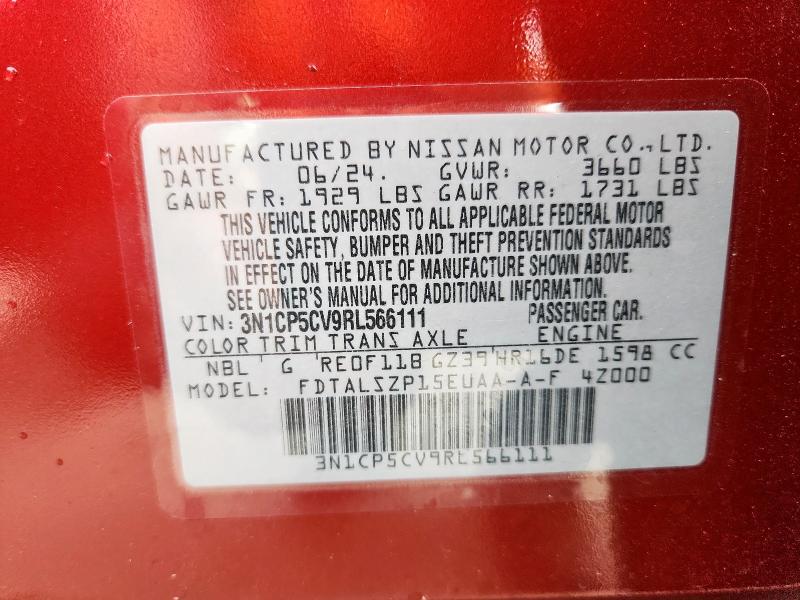 MANUFACTURED BY NISSAN MOTOR CO., LTD.
DATE: 06/24. GVWR: 3660 LBS
GAWR FR: 1929 LBS GAWR RR: 1731 LBS
THIS VEHICLE CONFORMS TO ALL APPLICABLE FEDERAL MOTOR
VEHICLE SAFETY, BUMPER AND THEFT PREVENTION STANDARDS
IN EFFECT ON THE DATE OF MANUFACTURE SHOWN ABOVE.
SEE OWNER'S MANUAL FOR ADDITIONAL INFORMATION.
VIN: 3N1CP5CV9RL566111 PASSENGER CAR.
COLOR TRIM TRANS AXLE ENGINE
NBL G RE0F11B GZ39 HR16DE 1598 CC
MODEL: FDTALSZP15EUAA-A-F 4Z000
3N1CP5CV9RL566111